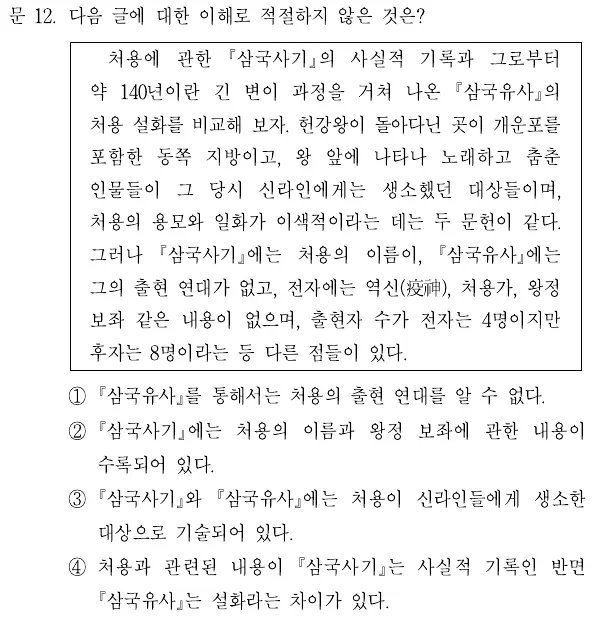 문 12. 다음 글에 대한 이해로 적절하지 않은 것은?
처용에 관한 『삼국사기』의 사실적 기록과 그로부터
약 140년이란 긴 변이 과정을 거쳐 나온 『삼국유사』의
처용 설화를 비교해 보자. 헌강왕이 돌아다닌 곳이 개운포를
포함한 동쪽 지방이고, 왕 앞에 나타나 노래하고 춤춘
인물들이 그 당시 신라인에게는 생소했던 대상들이며,
처용의 용모와 일화가 이색적이라는 데는 두 문헌이 같다.
그러나 『삼국사기』에는 처용의 이름이, 『삼국유사』에는
그의 출현 연대가 없고, 전자에는 역신(疫神), 처용가, 왕정
보좌 같은 내용이 없으며, 출현자 수가 전자는 4명이지만
후자는 8명이라는 등 다른 점들이 있다.
① 『삼국유사』를 통해서는 처용의 출현 연대를 알 수 없다.
② 『삼국사기』에는 처용의 이름과 왕정 보좌에 관한 내용이
수록되어 있다.
③ 『삼국사기』와 『삼국유사』에는 처용이 신라인들에게 생소한
대상으로 기술되어 있다.
④ 처용과 관련된 내용이 『삼국사기』는 사실적 기록인 반면
『삼국유사』는 설화라는 차이가 있다.